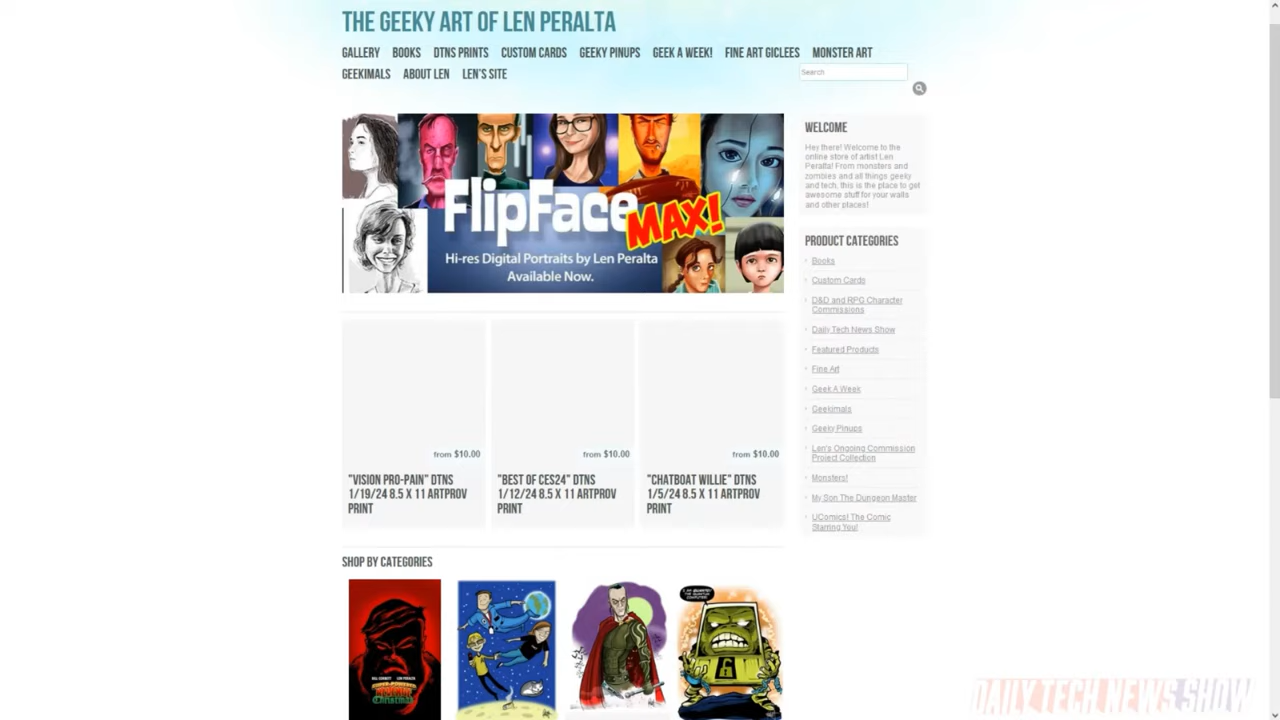 THE GEEKY ART OF LEN PERALTA
GALLERY BOOKS DTNS PRINTS CUSTOM CARDS GEEKY PINUPS GEEK A WEEK! FINE ART GICLEES MONSTER ART
GEEKIMALS ABOUT LEN LEN'S SITE
Search
FlipFace
MAX!
Hi-res Digital Portraits by Len Peralta
Available Now.
WELCOME
Hey there! Welcome to the
online store of artist Len
Peralta! From monsters and
zombies and all things geeky
and tech, this is the place to get
awesome stuff for your walls
and other places!
PRODUCT CATEGORIES
Books
Custom Cards
D&D and RPG Character
Commissions
Daily Tech News Show
Featured Products
Fine Art
Geek A Week
Geekimals
Geeky Pinups
Len's Ongoing Commission
Project Collection
Monsters!
My Son The Dungeon Master
UComics! The Comic
Starring You!
from $10.00
"VISION PRO-PAIN" DTNS
1/19/24 8.5 X 11 ARTPROV
PRINT
from $10.00
"BEST OF CES24" DTNS
1/12/24 8.5 X 11 ARTPROV
PRINT
from $10.00
"CHATBOAT WILLIE" DTNS
1/5/24 8.5 X 11 ARTPROV
PRINT
SHOP BY CATEGORIES
Christmas
DAILY TECH NEWS SHOW